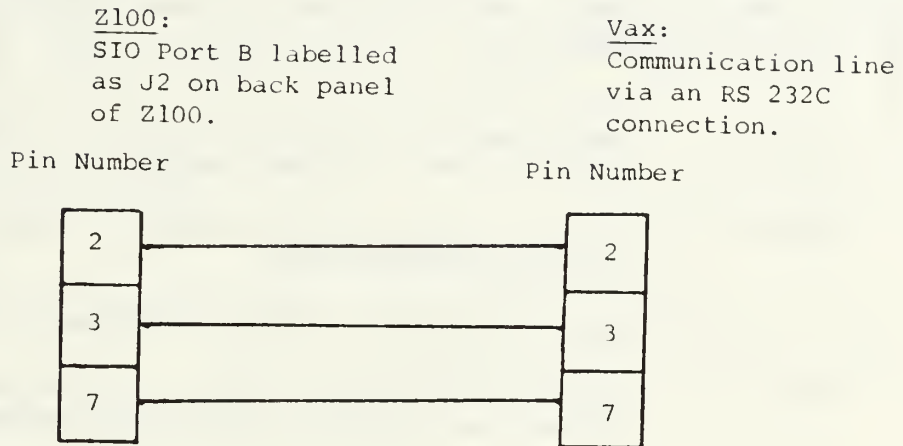 Z100:
SIO Port B labelled
as J2 on back panel
of Z100.
Vax:
Communication line
via an RS 232C
connection.
Pin Number
Pin Number
2
2
3
3
7
7